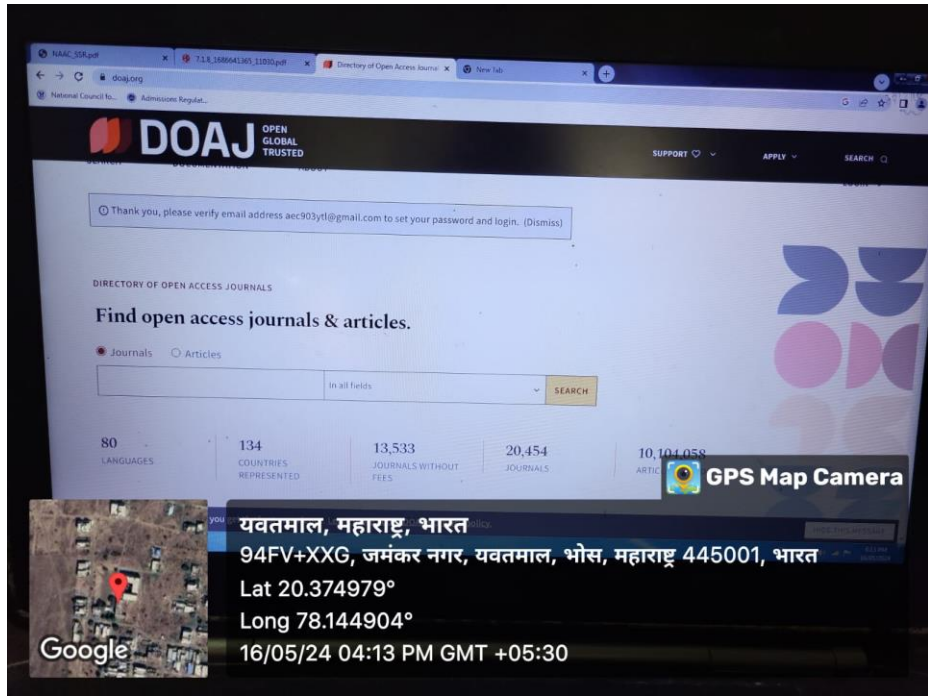 NAAC_SSR.pdf
7.1.8_1686641365_11030.pdf
Directory of Open Access Journa
New Tab
doaj.org
National Council fo...
Admissions Regulat...
DOAJ
OPEN
GLOBAL
TRUSTED
SUPPORT
APPLY
SEARCH
Thank you, please verify email address aec903ytl@gmail.com to set your password and login. (Dismiss)
DIRECTORY OF OPEN ACCESS JOURNALS
Find open access journals & articles.
Journals
Articles
In all fields
SEARCH
80
LANGUAGES
134
COUNTRIES
REPRESENTED
13,533
JOURNALS WITHOUT
FEES
20,454
JOURNALS
10,104,058
GPS Map Camera
यवतमाल, महाराष्ट्र, भारत
94FV+XXG, जमंकर नगर, यवतमाल, भोस, महाराष्ट्र 445001, भारत
Lat 20.374979°
Long 78.144904°
16/05/24 04:13 PM GMT +05:30
Google